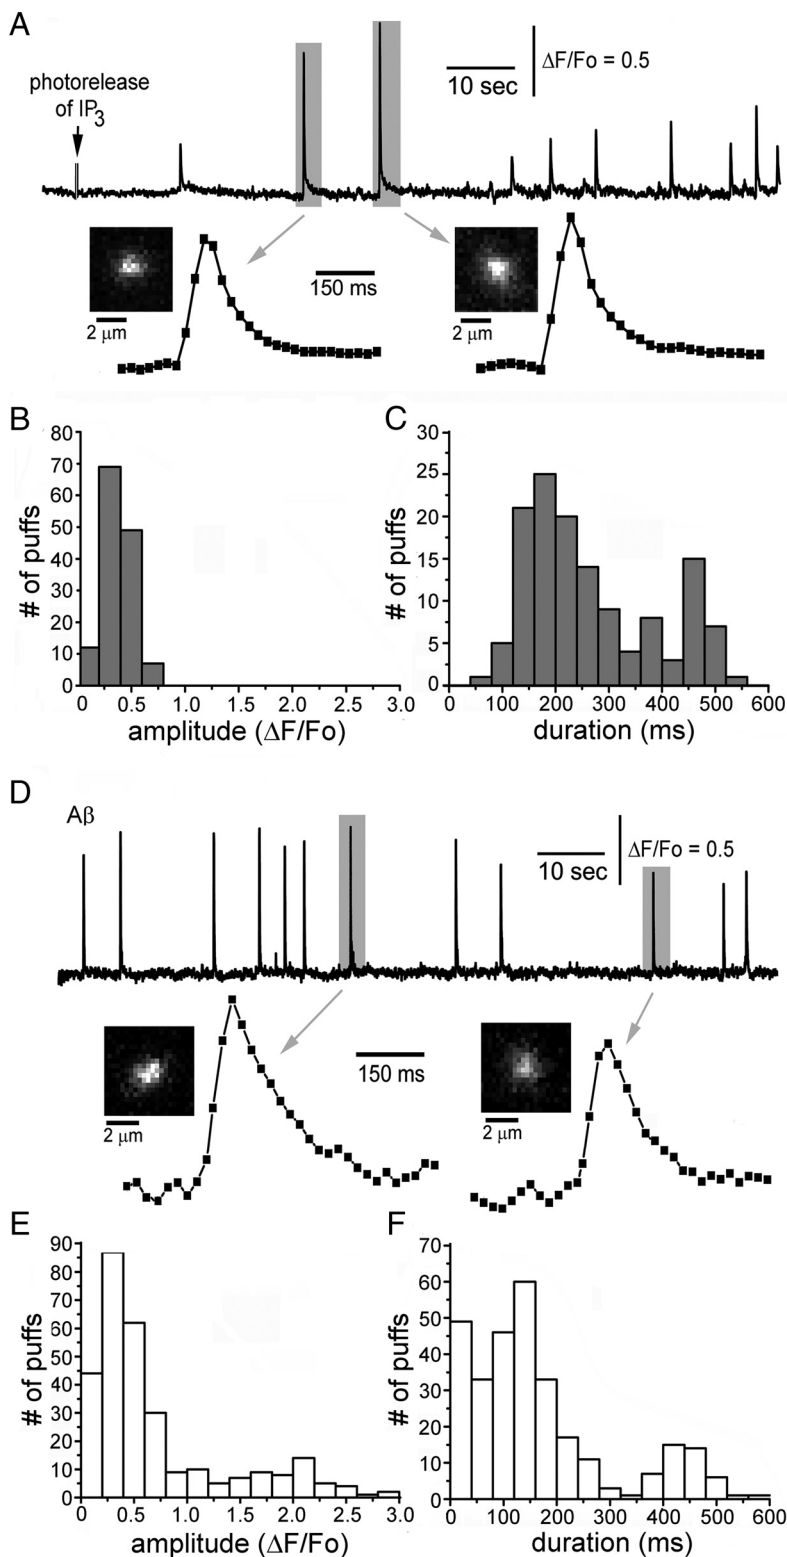 A
photorelease
of IP3
10 sec
ΔF/Fo = 0.5
2 μm
150 ms
2 μm
B
# of puffs
80
70
60
50
40
30
20
10
0
0.0 0.5 1.0 1.5 2.0 2.5 3.0
amplitude (ΔF/Fo)
C
# of puffs
30
25
20
15
10
5
0
0 100 200 300 400 500 600
duration (ms)
D
Aβ
10 sec
ΔF/Fo = 0.5
2 μm
150 ms
2 μm
E
# of puffs
90
80
70
60
50
40
30
20
10
0
0.0 0.5 1.0 1.5 2.0 2.5 3.0
amplitude (ΔF/Fo)
F
# of puffs
70
60
50
40
30
20
10
0
0 100 200 300 400 500 600
duration (ms)